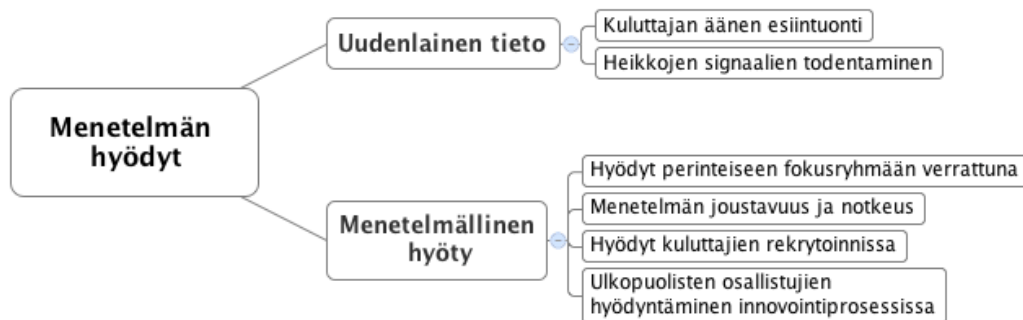 Menetelmän
hyödyt
Uudenlainen tieto
Kuluttajan äänen esiintuonti
Heikkojen signaalien todentaminen
Menetelmällinen
hyöty
Hyödyt perinteiseen fokusryhmään verrattuna
Menetelmän joustavuus ja notkeus
Hyödyt kuluttajien rekrytoinnissa
Ulkopuolisten osallistujien
hyödyntäminen innovointiprosessissa